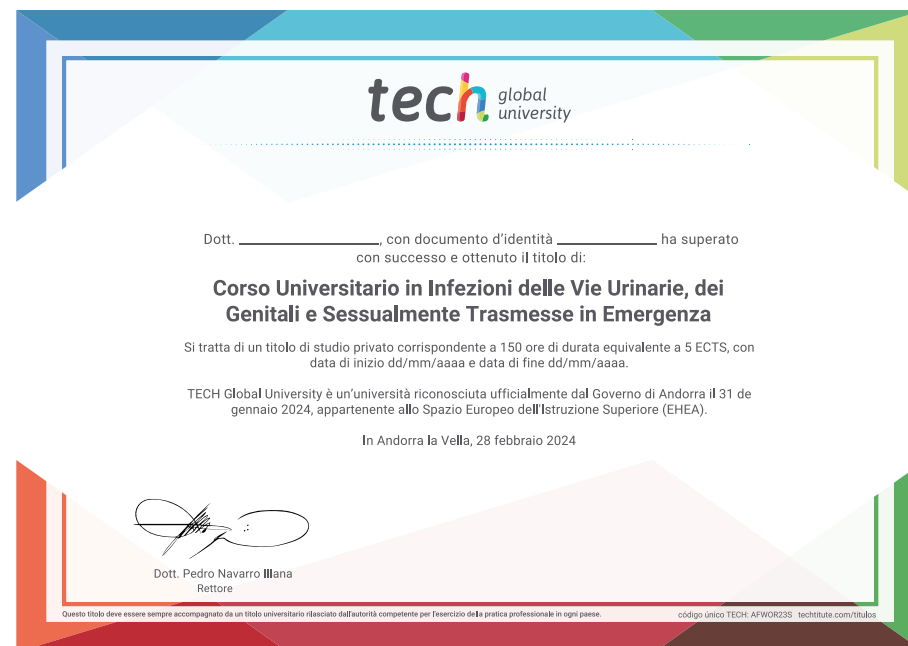 tech global university
Dott. ____________, con documento d'identità ____________ ha superato
con successo e ottenuto il titolo di:
Corso Universitario in Infezioni delle Vie Urinarie, dei
Genitali e Sessualmente Trasmesse in Emergenza
Si tratta di un titolo di studio privato corrispondente a 150 ore di durata equivalente a 5 ECTS, con
data di inizio dd/mm/aaaa e data di fine dd/mm/aaaa.
TECH Global University è un'università riconosciuta ufficialmente dal Governo di Andorra il 31 de
gennaio 2024, appartenente allo Spazio Europeo dell'Istruzione Superiore (EHEA).
In Andorra la Vella, 28 febbraio 2024
Dott. Pedro Navarro Illana
Rettore
Questo titolo deve essere sempre accompagnato da un titolo universitario rilasciato dall'autorità competente per l'esercizio della pratica professionale in ogni paese.
código único TECH: AFWOR23S techtitute.com/titulos